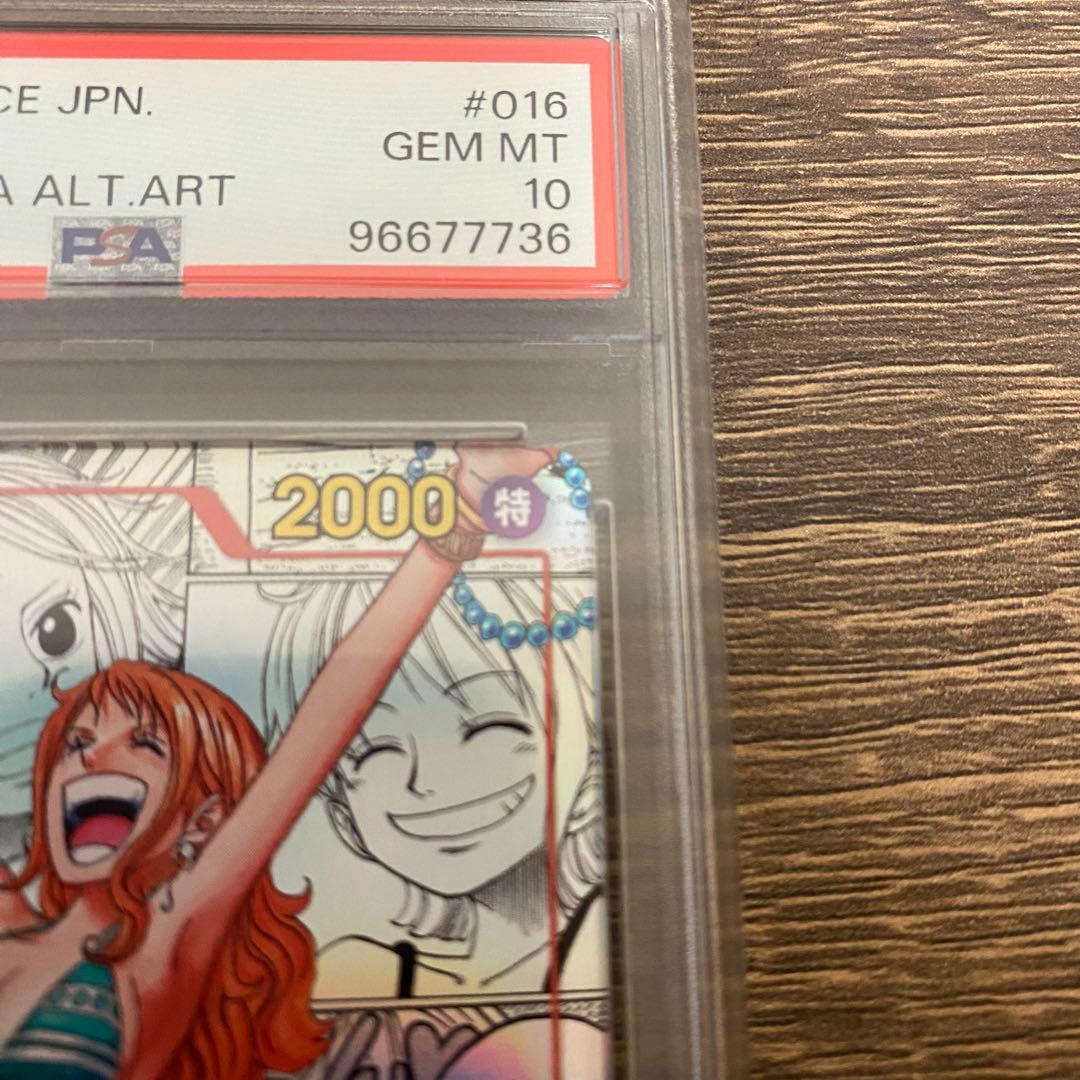 CE JPN.
#016
GEM MT
A ALT.ART
10
PSA
96677736
2000 特